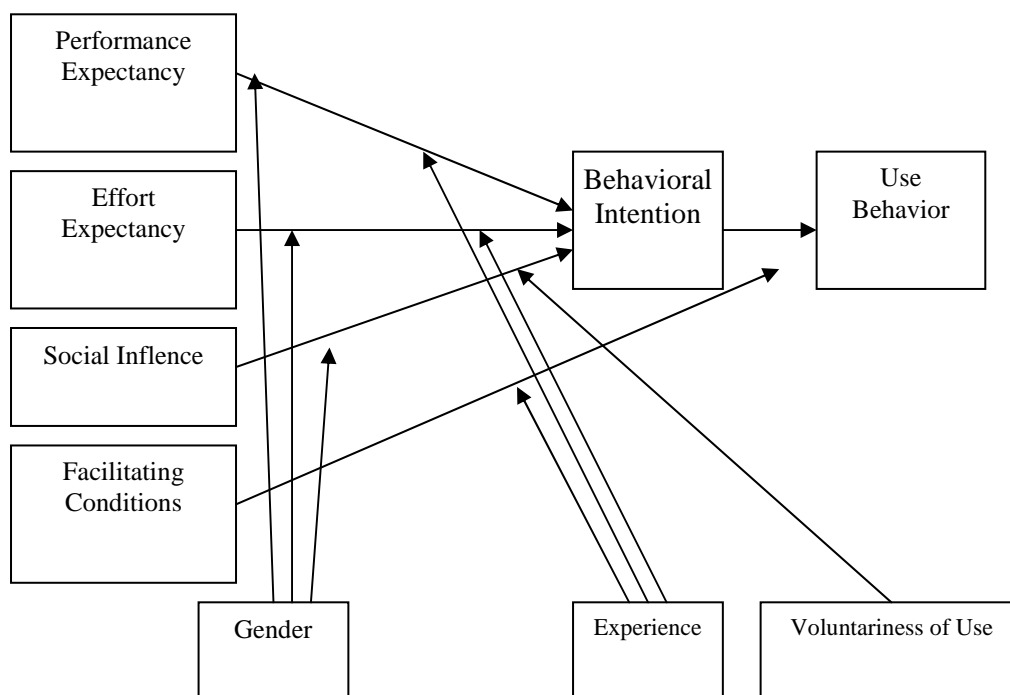 Performance
Expectancy
Effort
Expectancy
Social Inflence
Facilitating
Conditions
Behavioral
Intention
Use
Behavior
Gender
Experience
Voluntariness of Use